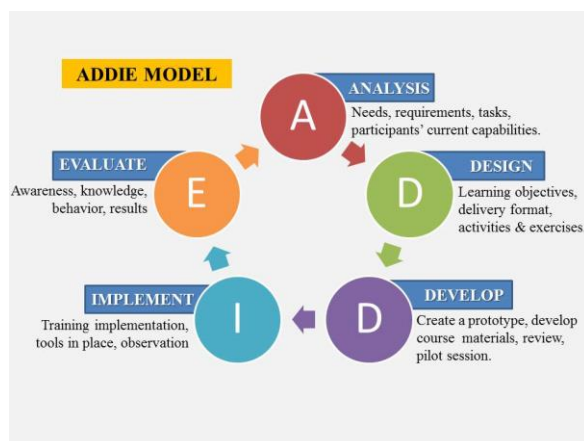 ADDIE MODEL
A
ANALYSIS
Needs, requirements, tasks,
participants’ current capabilities.
D
DESIGN
Learning objectives,
delivery format,
activities & exercises
D
DEVELOP
Create a prototype, develop
course materials, review,
pilot session.
I
IMPLEMENT
Training implementation,
tools in place, observation
E
EVALUATE
Awareness, knowledge,
behavior, results